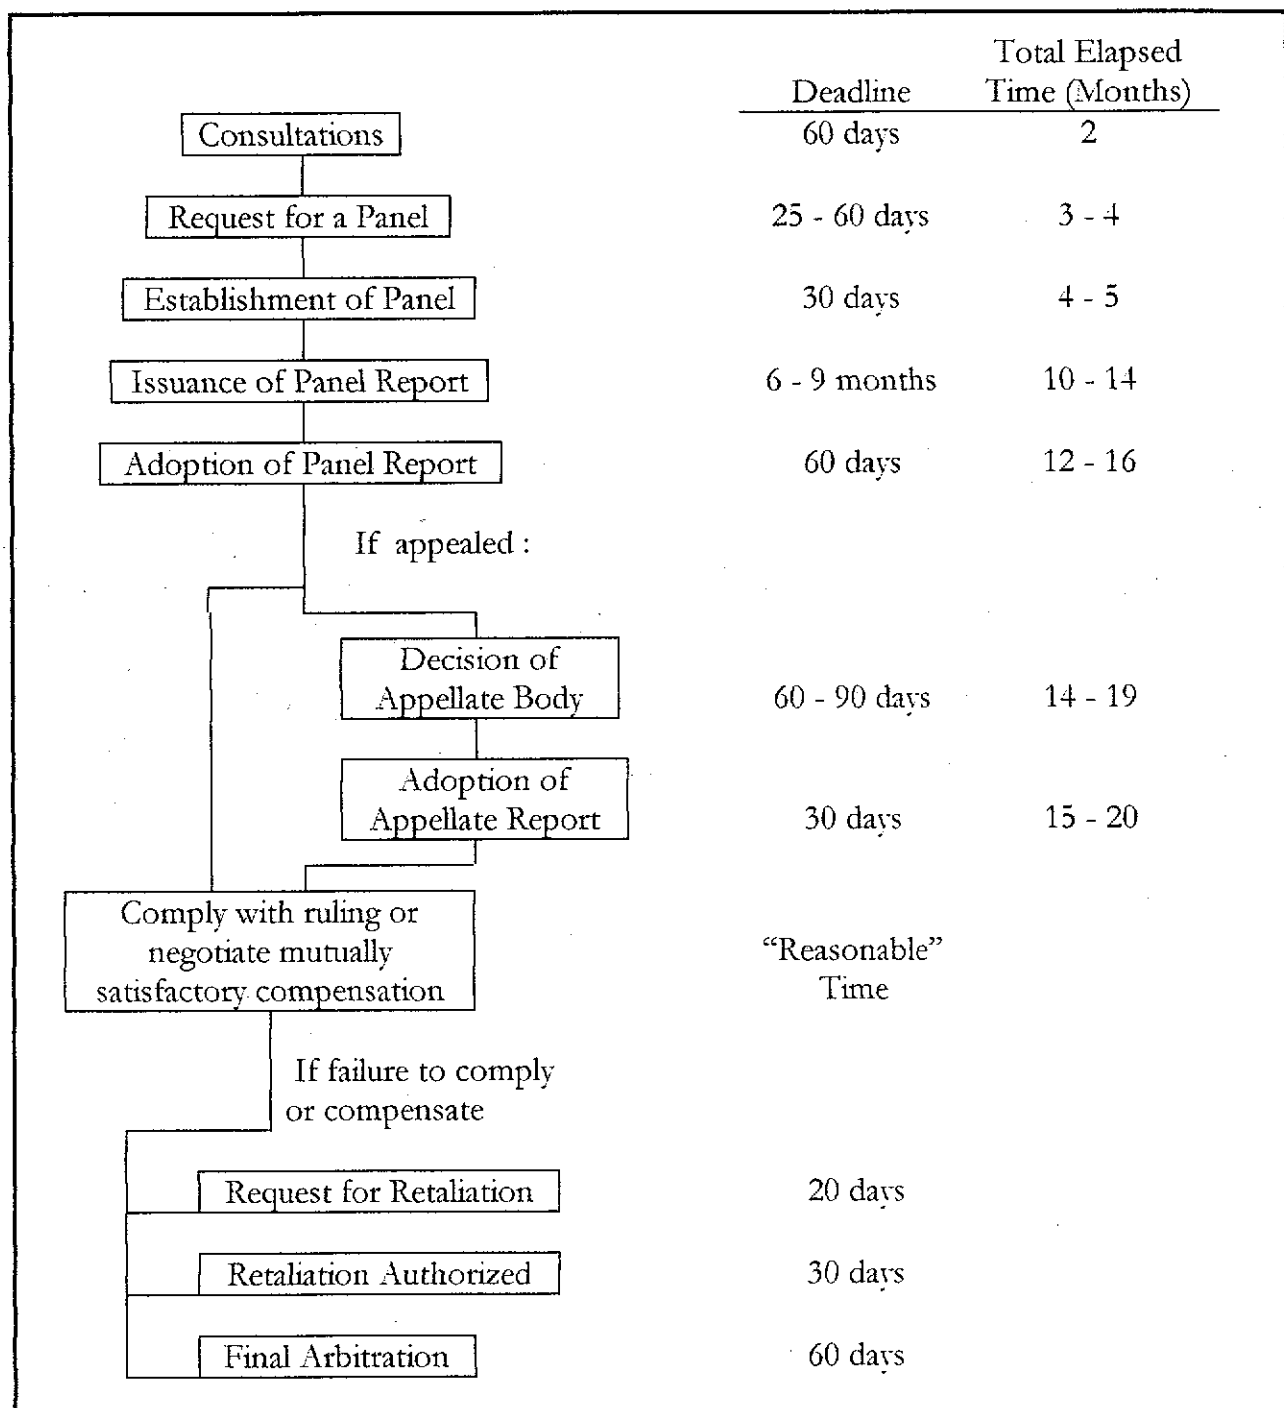 Total Elapsed
Deadline Time (Months)
Consultations 60 days 2
Request for a Panel 25 - 60 days 3 - 4
Establishment of Panel 30 days 4 - 5
Issuance of Panel Report 6 - 9 months 10 - 14
Adoption of Panel Report 60 days 12 - 16
If appealed :
Decision of
Appellate Body 60 - 90 days 14 - 19
Adoption of
Appellate Report 30 days 15 - 20
Comply with ruling or
negotiate mutually
satisfactory compensation
“Reasonable”
Time
If failure to comply
or compensate
Request for Retaliation 20 days
Retaliation Authorized 30 days
Final Arbitration 60 days